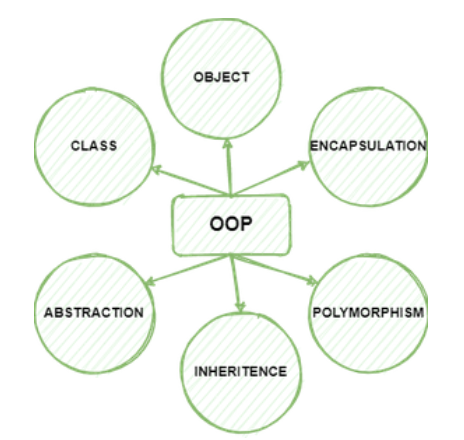 OBJECT
CLASS
ENCAPSULATION
OOP
ABSTRACTION
POLYMORPHISM
INHERITENCE